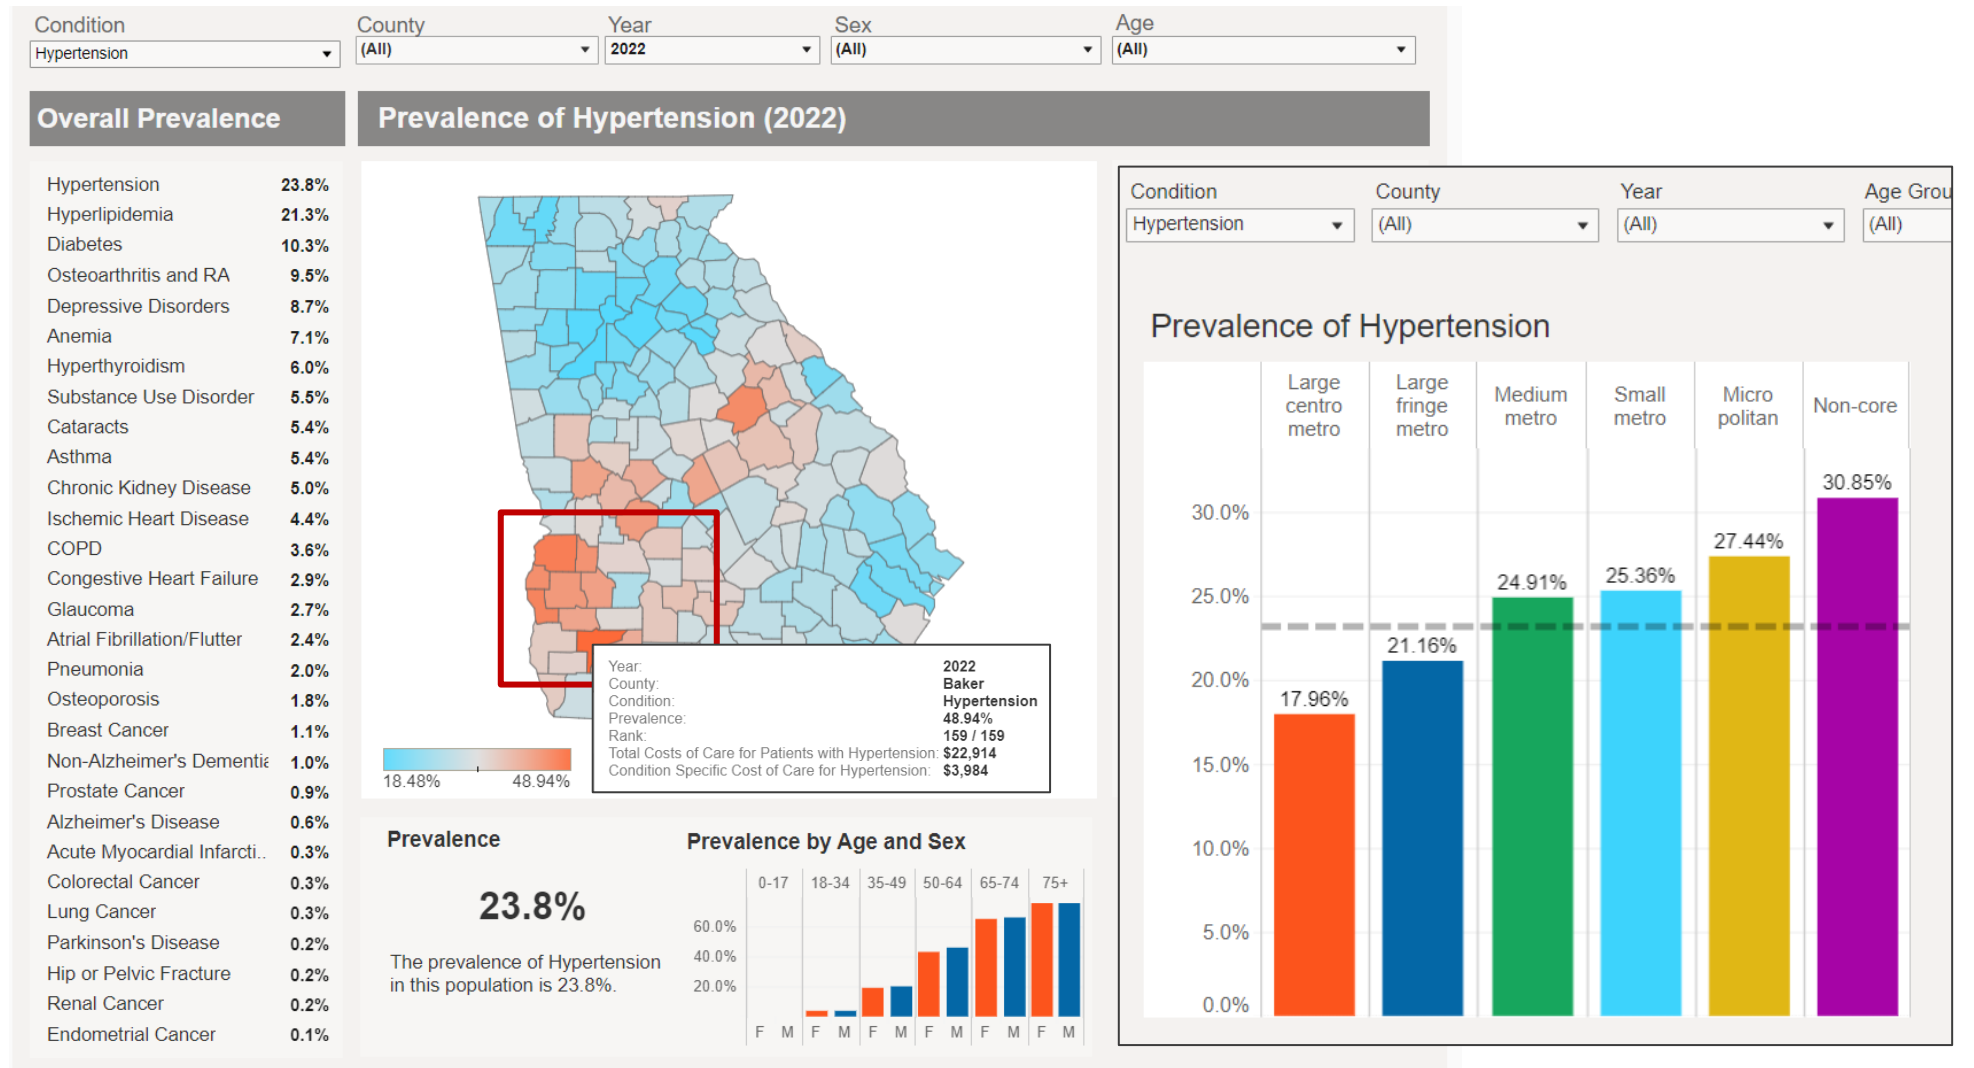 Condition
Hypertension
County
(All)
Year
2022
Sex
(All)
Age
(All)
Overall Prevalence
Hypertension 23.8%
Hyperlipidemia 21.3%
Diabetes 10.3%
Osteoarthritis and RA 9.5%
Depressive Disorders 8.7%
Anemia 7.1%
Hyperthyroidism 6.0%
Substance Use Disorder 5.5%
Cataracts 5.4%
Asthma 5.4%
Chronic Kidney Disease 5.0%
Ischemic Heart Disease 4.4%
COPD 3.6%
Congestive Heart Failure 2.9%
Glaucoma 2.7%
Atrial Fibrillation/Flutter 2.4%
Pneumonia 2.0%
Osteoporosis 1.8%
Breast Cancer 1.1%
Non-Alzheimer's Dementia 1.0%
Prostate Cancer 0.9%
Alzheimer's Disease 0.6%
Acute Myocardial Infarcti.. 0.3%
Colorectal Cancer 0.3%
Lung Cancer 0.3%
Parkinson's Disease 0.2%
Hip or Pelvic Fracture 0.2%
Renal Cancer 0.2%
Endometrial Cancer 0.1%
Prevalence of Hypertension (2022)
18.48% 48.94%
Year: 2022
County: Baker
Condition: Hypertension
Prevalence: 48.94%
Rank: 159 / 159
Total Costs of Care for Patients with Hypertension: $22,914
Condition Specific Cost of Care for Hypertension: $3,984
Prevalence
23.8%
The prevalence of Hypertension
in this population is 23.8%.
Prevalence by Age and Sex
0-17 18-34 35-49 50-64 65-74 75+
60.0%
40.0%
20.0%
F M F M F M F M F M F M
Condition
Hypertension
County
(All)
Year
(All)
Age Grou
(All)
Prevalence of Hypertension
Large
centro
metro
Large
fringe
metro
Medium
metro
Small
metro
Micro
politan
Non-core
30.0%
25.0%
20.0%
15.0%
10.0%
5.0%
0.0%
17.96%
21.16%
24.91%
25.36%
27.44%
30.85%